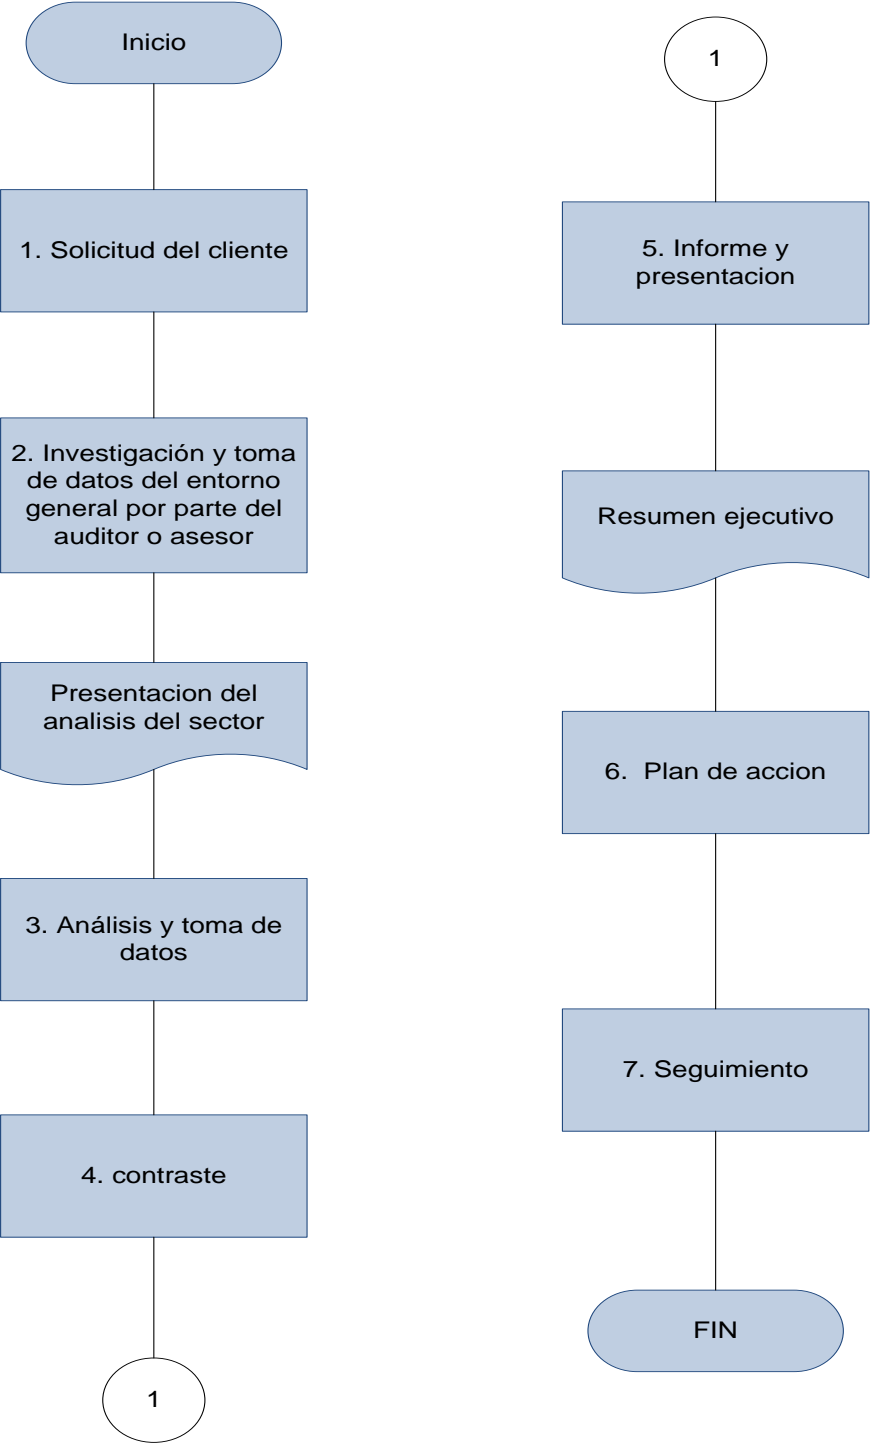 Inicio
1. Solicitud del cliente
2. Investigación y toma
de datos del entorno
general por parte del
auditor o asesor
Presentacion del
analisis del sector
3. Análisis y toma de
datos
4. contraste
1
1
5. Informe y
presentacion
Resumen ejecutivo
6.  Plan de accion
7. Seguimiento
FIN